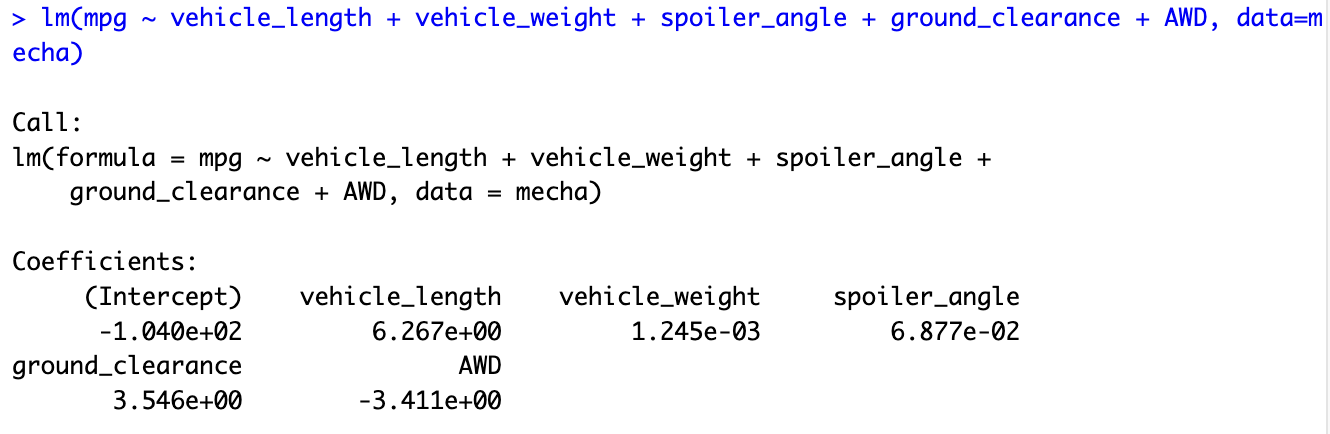 > lm(mpg ~ vehicle_length + vehicle_weight + spoiler_angle + ground_clearance + AWD, data=m
echa)
Call:
lm(formula = mpg ~ vehicle_length + vehicle_weight + spoiler_angle +
    ground_clearance + AWD, data = mecha)
Coefficients:
     (Intercept)    vehicle_length    vehicle_weight     spoiler_angle
      -1.040e+02         6.267e+00         1.245e-03         6.877e-02
ground_clearance               AWD
       3.546e+00        -3.411e+00